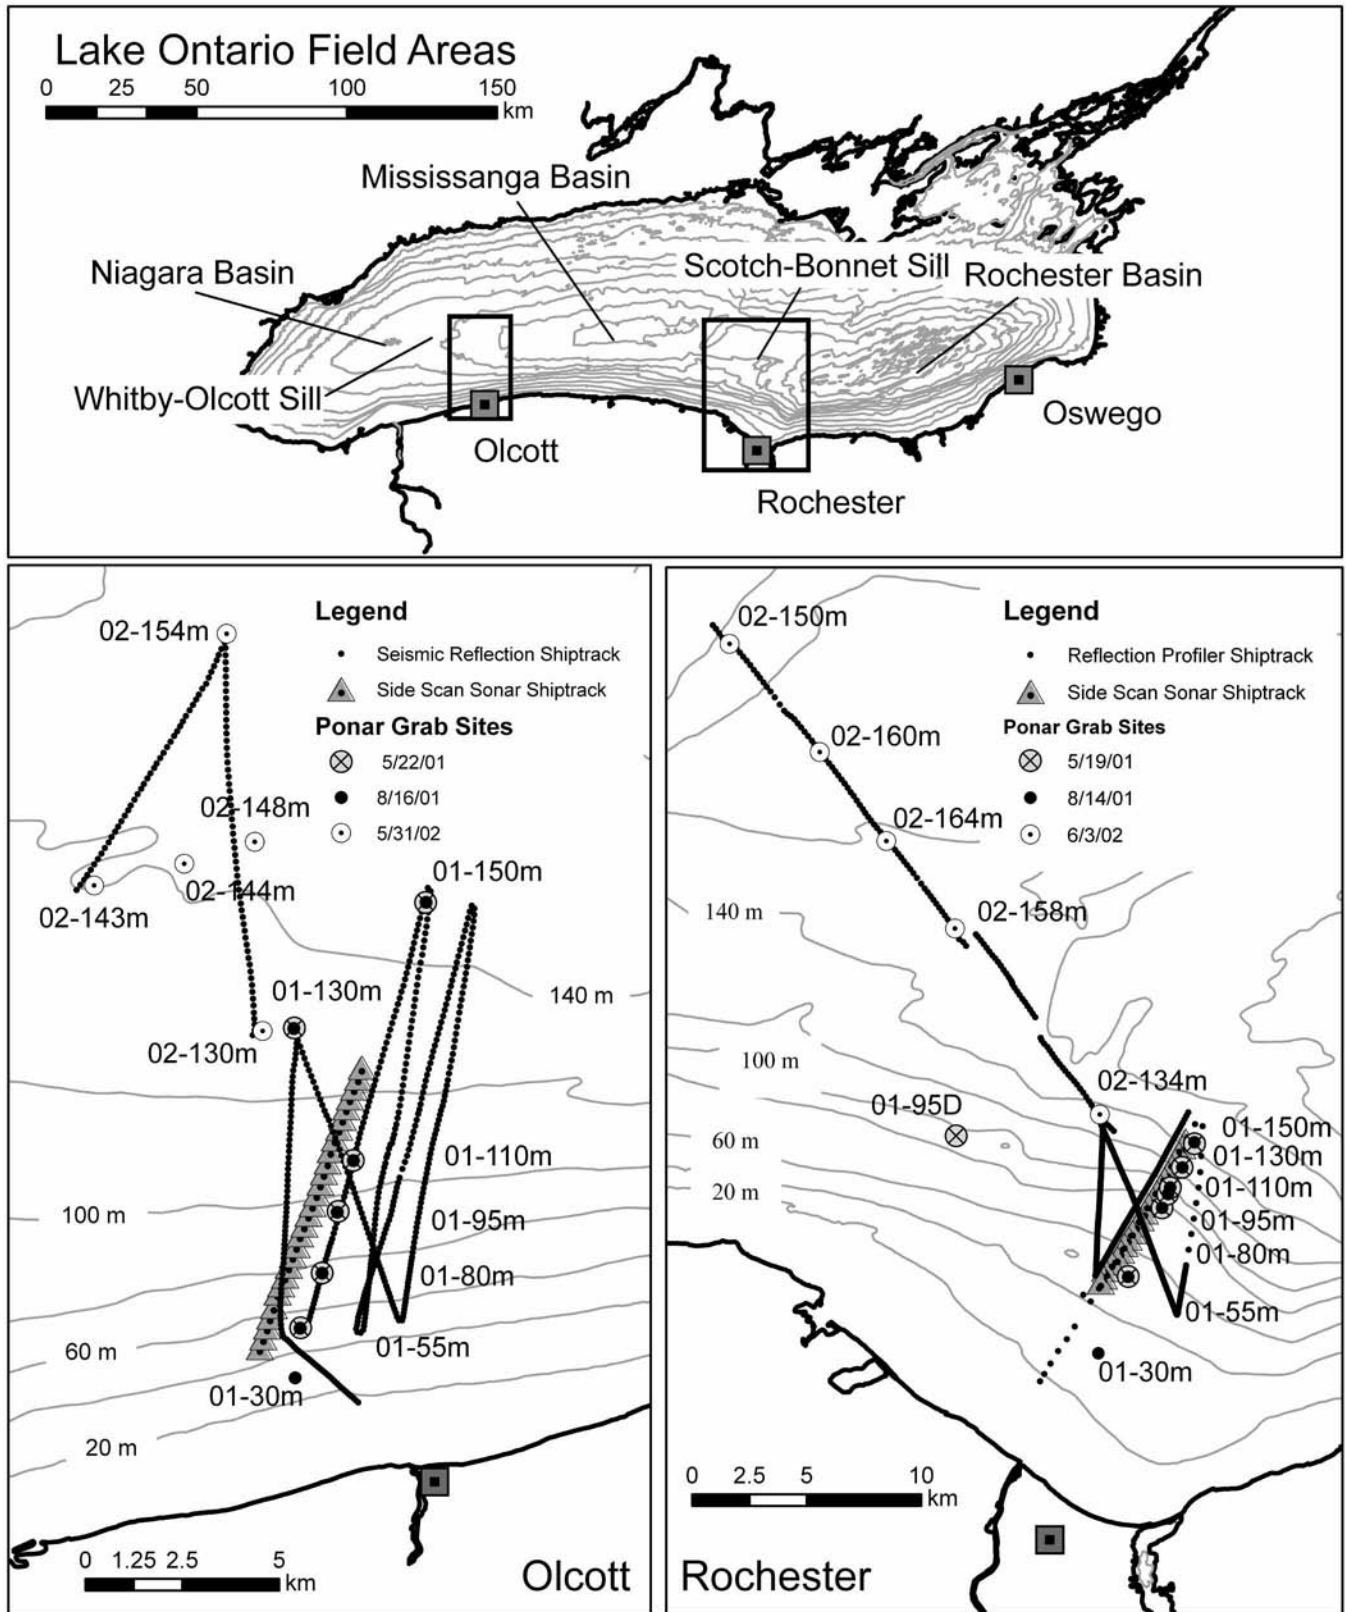 Lake Ontario Field Areas
0 25 50 100 150
km
Mississanga Basin
Niagara Basin
Scotch-Bonnet Sill
Rochester Basin
Whitby-Olcott Sill
Olcott
Oswego
Rochester
Legend
Seismic Reflection Shiptrack
Side Scan Sonar Shiptrack
Ponar Grab Sites
5/22/01
8/16/01
5/31/02
02-154m
02-148m
02-144m
02-143m
01-150m
01-130m
140 m
02-130m
01-110m
100 m
01-95m
01-80m
60 m
01-55m
01-30m
20 m
0 1.25 2.5 5
km
Olcott
Legend
Reflection Profiler Shiptrack
Side Scan Sonar Shiptrack
Ponar Grab Sites
5/19/01
8/14/01
6/3/02
02-150m
02-160m
02-164m
02-158m
140 m
100 m
02-134m
01-95D
60 m
01-150m
01-130m
20 m
01-110m
01-95m
01-80m
01-55m
01-30m
0 2.5 5 10
km
Rochester